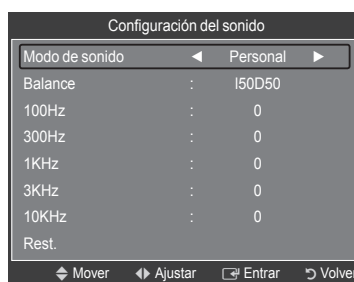 Configuración del sonido
Modo de sonido ◄ Personal ►
Balance : I50D50
100Hz : 0
300Hz : 0
1KHz : 0
3KHz : 0
10KHz : 0
Rest.
Mover Ajustar Entrar Volver